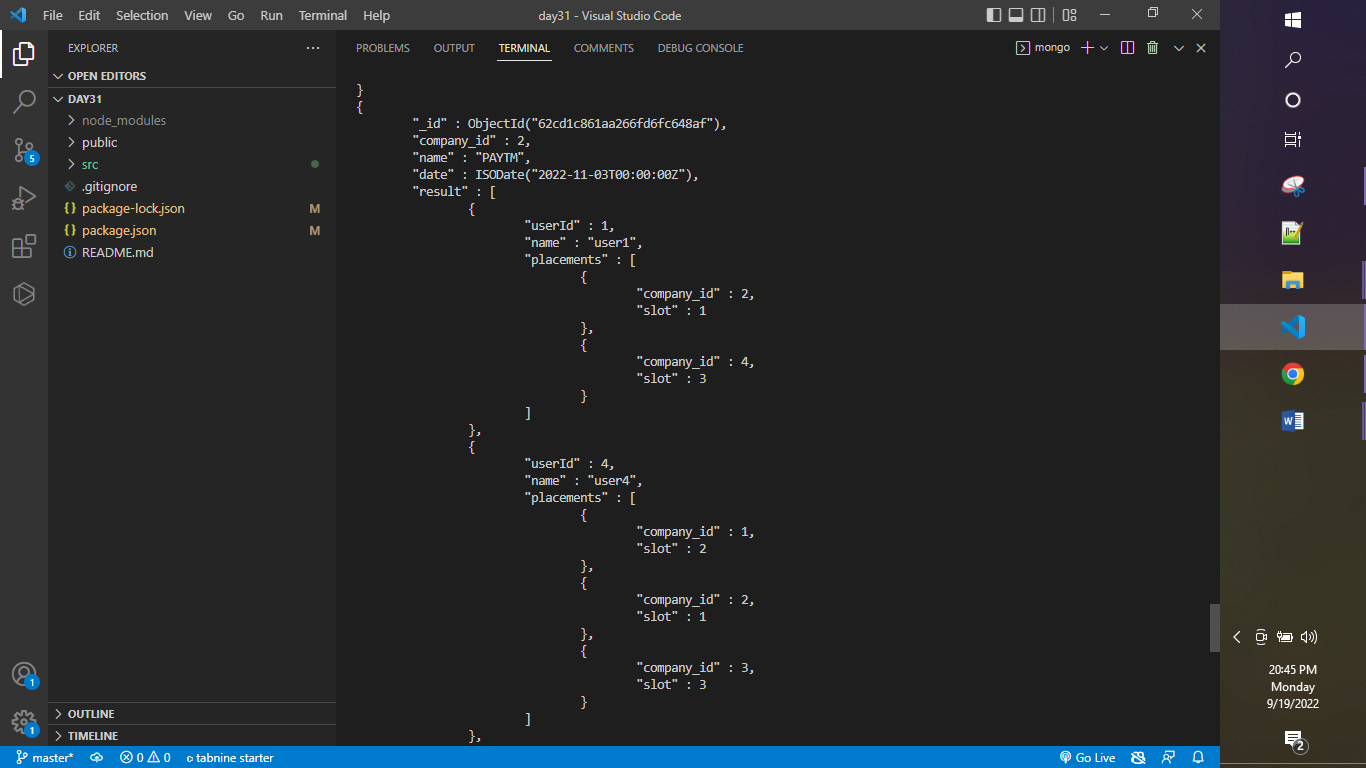 File Edit Selection View Go Run Terminal Help
day31 - Visual Studio Code
EXPLORER
OPEN EDITORS
DAY31
node_modules
public
src
.gitignore
package-lock.json M
package.json M
README.md
OUTLINE
TIMELINE
5
1
1
PROBLEMS OUTPUT TERMINAL COMMENTS DEBUG CONSOLE
mongo
}
{
"_id" : ObjectId("62cd1c861aa266fd6fc648af"),
"company_id" : 2,
"name" : "PAYTM",
"date" : ISODate("2022-11-03T00:00:00Z"),
"result" : [
{
"userId" : 1,
"name" : "user1",
"placements" : [
{
"company_id" : 2,
"slot" : 1
},
{
"company_id" : 4,
"slot" : 3
}
]
},
{
"userId" : 4,
"name" : "user4",
"placements" : [
{
"company_id" : 1,
"slot" : 2
},
{
"company_id" : 2,
"slot" : 1
},
{
"company_id" : 3,
"slot" : 3
}
]
},
master* 0 0 tabnine starter
Go Live
W
20:45 PM
Monday
9/19/2022
2